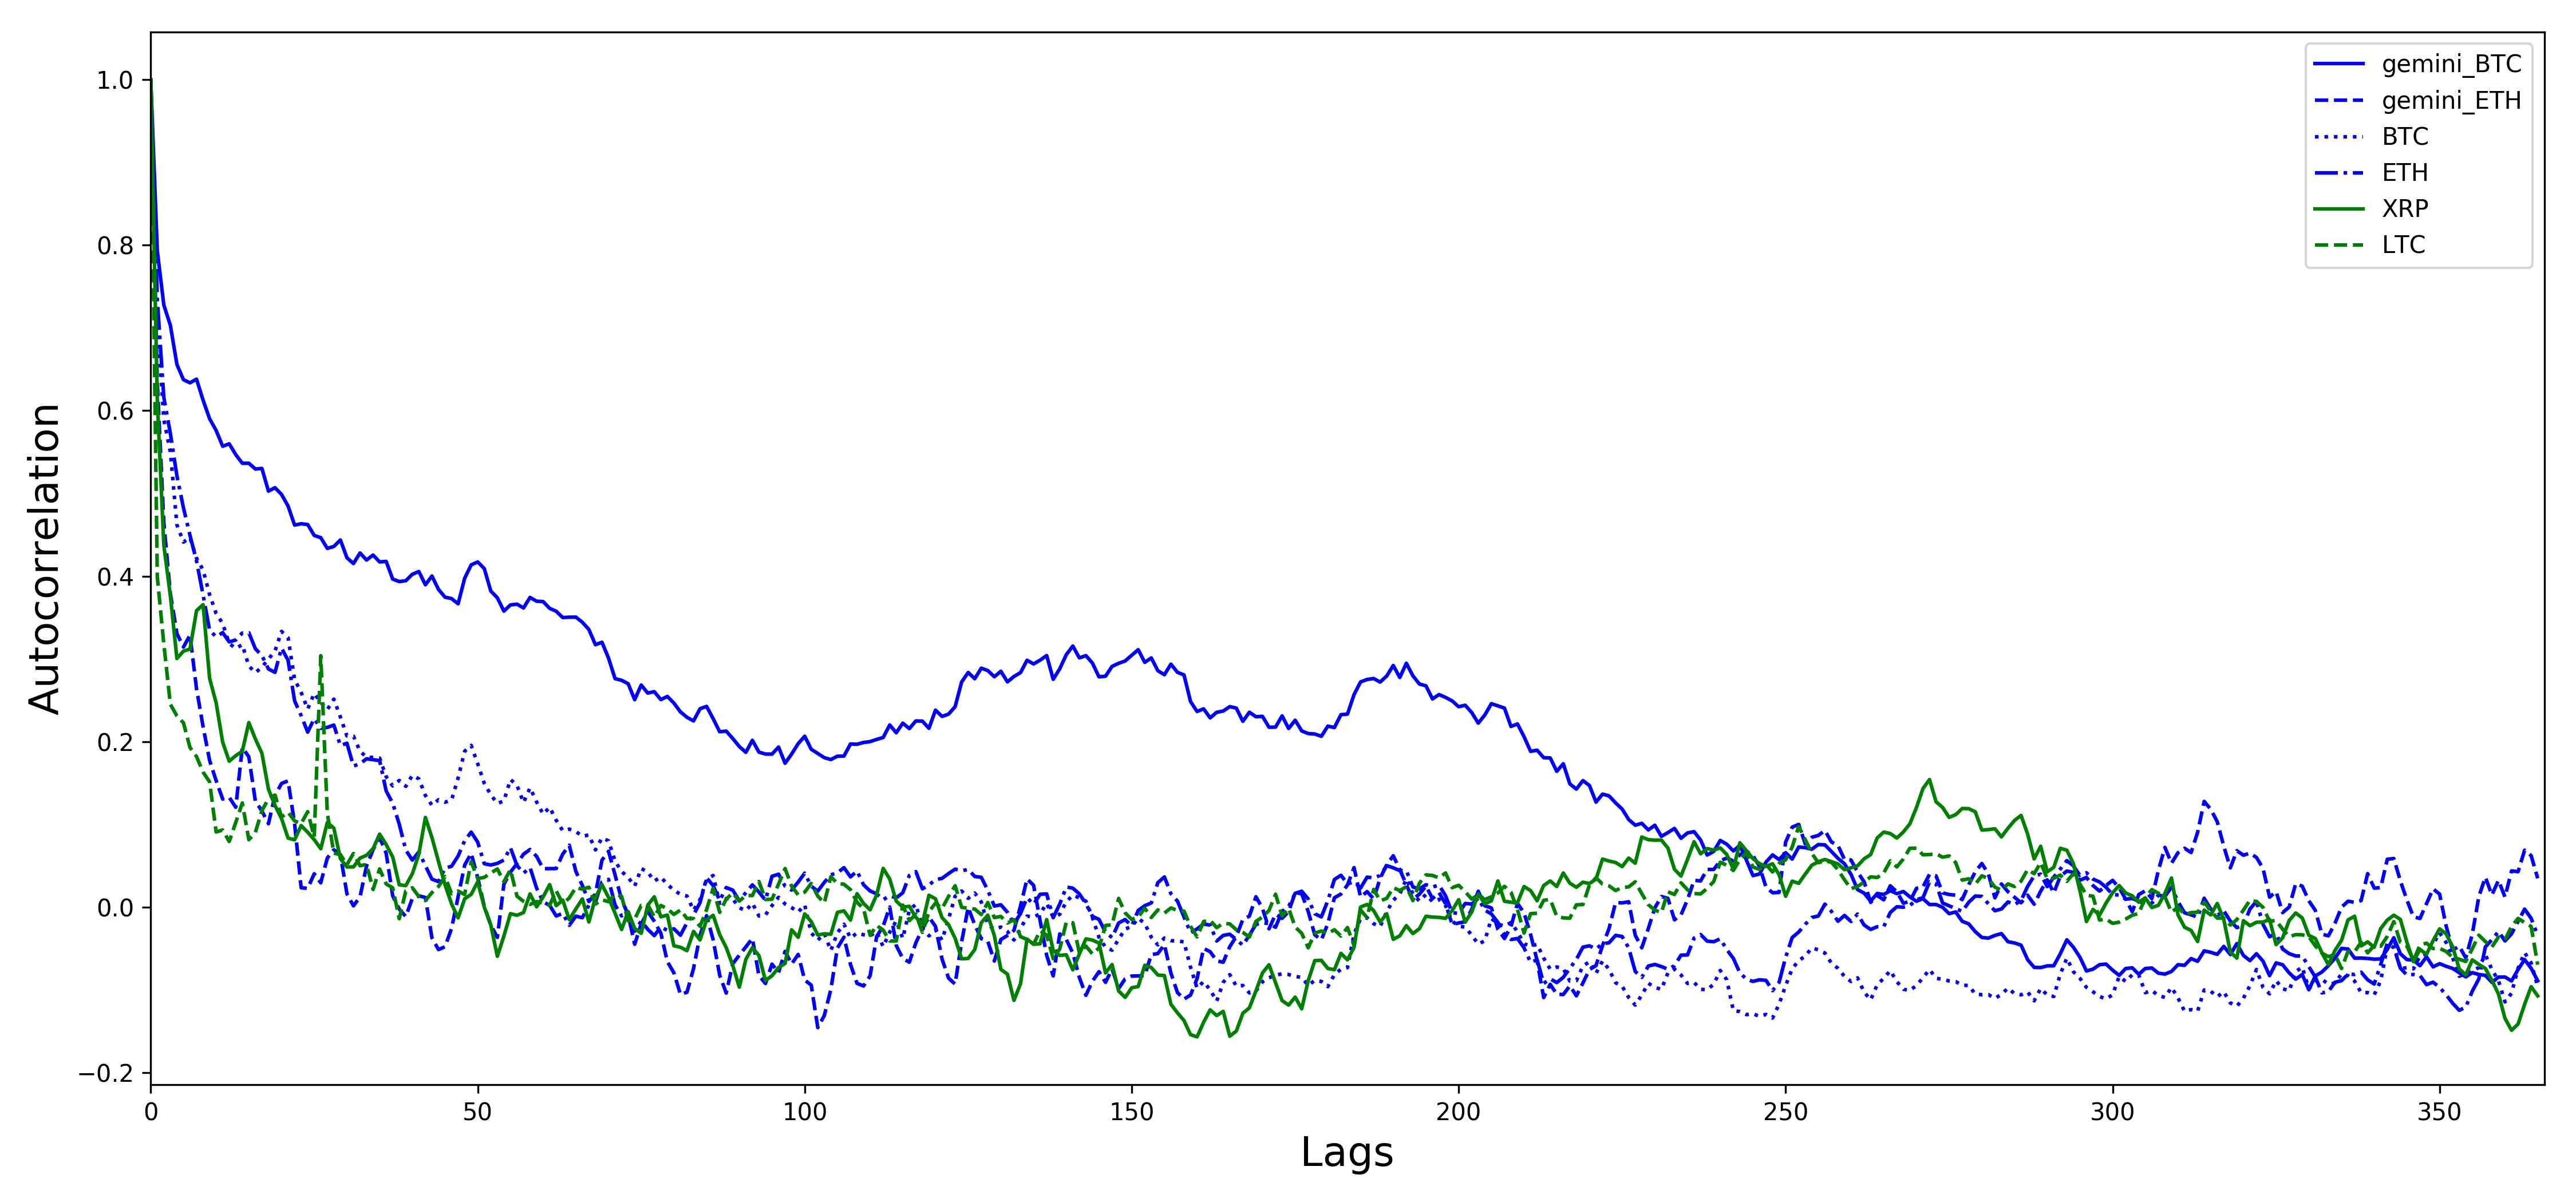 1.0
0.8
0.6
0.4
0.2
0.0
−0.2
Autocorrelation
0 50 100 150 200 250 300 350
Lags
gemini_BTC
gemini_ETH
BTC
ETH
XRP
LTC